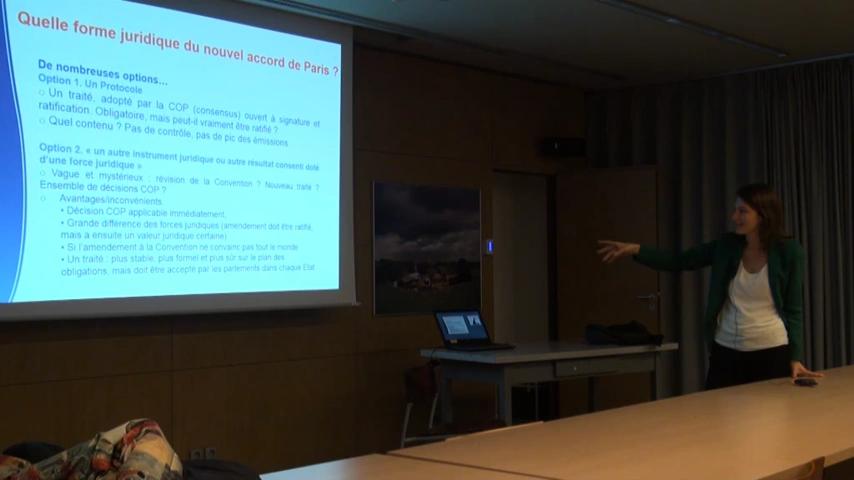 Quelle forme juridique du nouvel accord de Paris ?
De nombreuses options...
Option 1. Un Protocole
○ Un traité, adopté par la COP (consensus) ouvert à signature et
ratification. Obligatoire, mais peut-il vraiment être ratifié ?
○ Quel contenu ? Pas de contrôle, pas de pic des émissions
Option 2. « un autre instrument juridique ou autre résultat consenti doté
d'une force juridique »
○ Vague et mystérieux : révision de la Convention ? Nouveau traité ?
Ensemble de décisions COP ?
○ Avantages/inconvénients.
• Décision COP applicable immédiatement,
• Grande différence des forces juridiques (amendement doit être ratifié,
mais a ensuite un valeur juridique certaine)
• Si l'amendement à la Convention ne convainc pas tout le monde
• Un traité : plus stable, plus formel et plus sûr sur le plan des
obligations, mais doit être accepté par les parlements dans chaque Etat